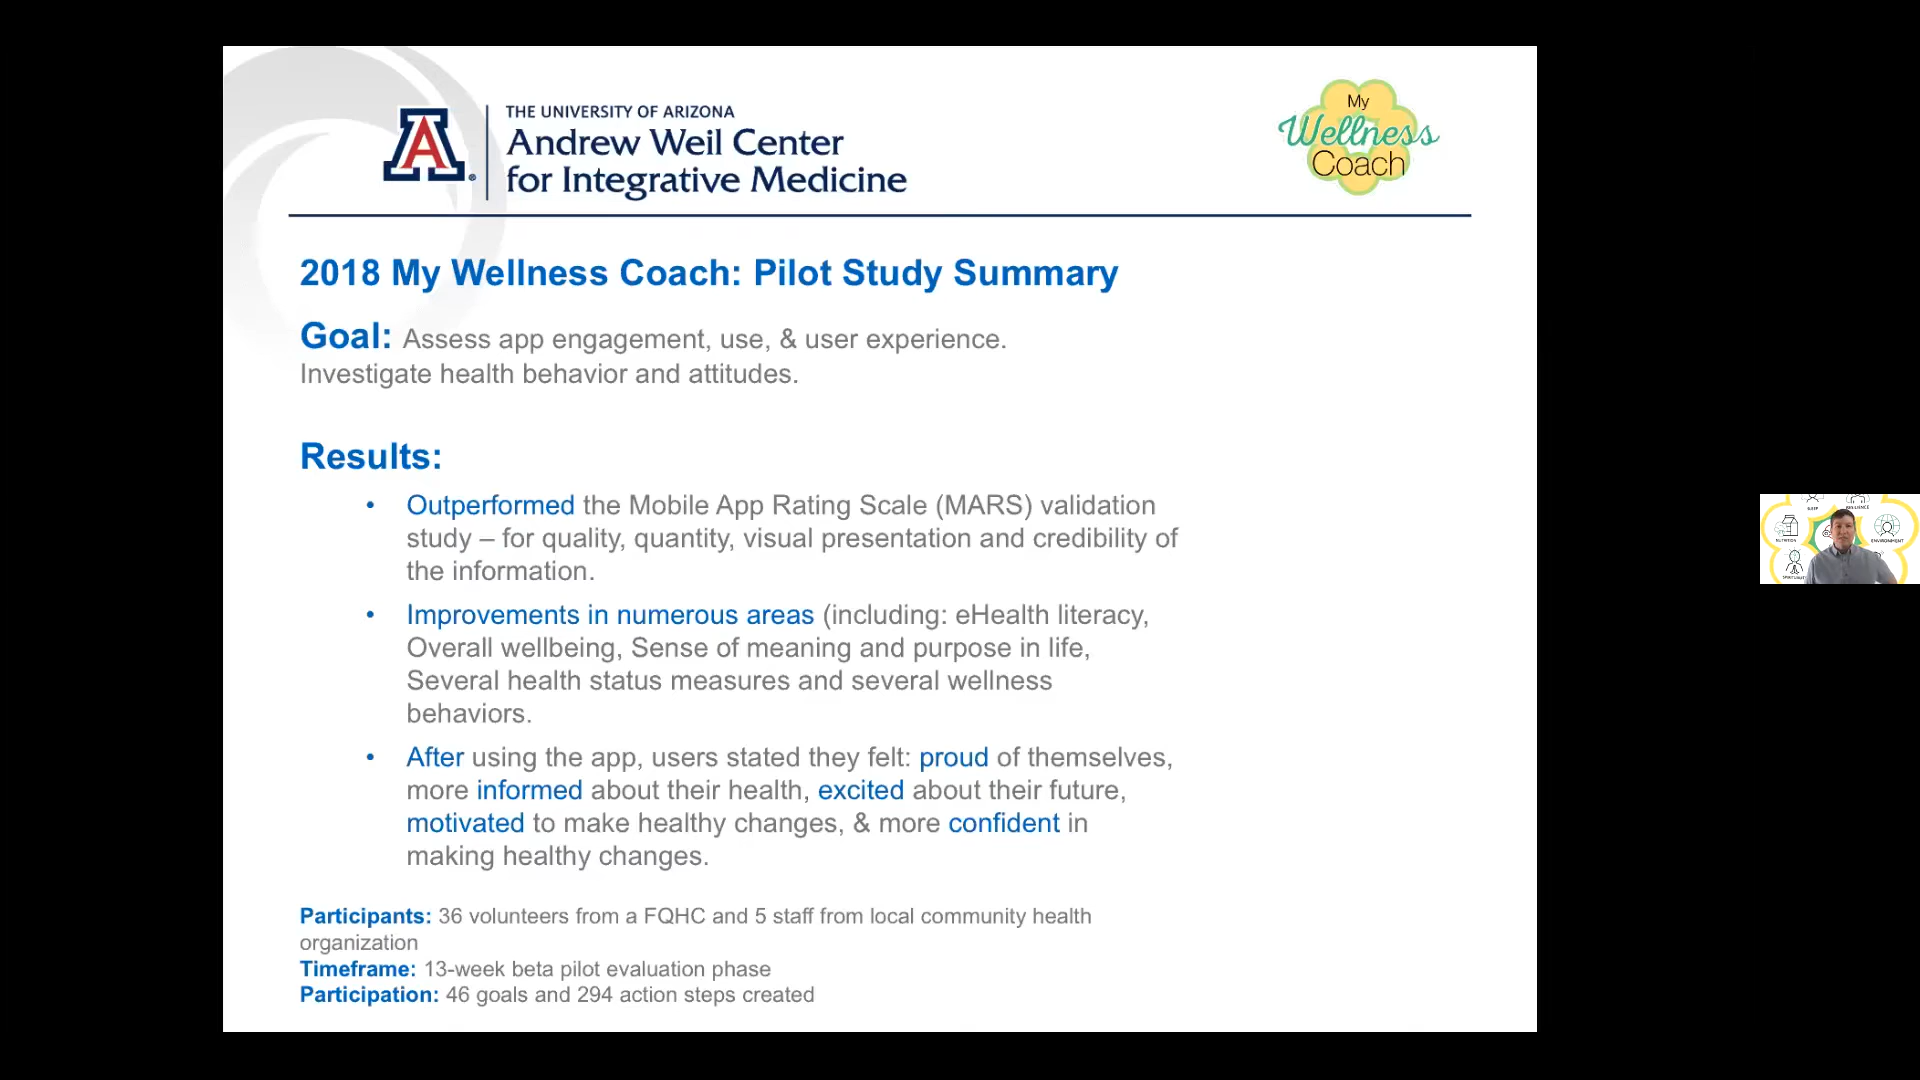 THE UNIVERSITY OF ARIZONA
Andrew Weil Center
for Integrative Medicine
A
®
My
Wellness
Coach
2018 My Wellness Coach: Pilot Study Summary
Goal: Assess app engagement, use, & user experience.
Investigate health behavior and attitudes.
Results:
• Outperformed the Mobile App Rating Scale (MARS) validation
study – for quality, quantity, visual presentation and credibility of
the information.
• Improvements in numerous areas (including: eHealth literacy,
Overall wellbeing, Sense of meaning and purpose in life,
Several health status measures and several wellness
behaviors.
• After using the app, users stated they felt: proud of themselves,
more informed about their health, excited about their future,
motivated to make healthy changes, & more confident in
making healthy changes.
Participants: 36 volunteers from a FQHC and 5 staff from local community health
organization
Timeframe: 13-week beta pilot evaluation phase
Participation: 46 goals and 294 action steps created
SLEEP
RESILIENCE
NUTRITION
ENVIRONMENT